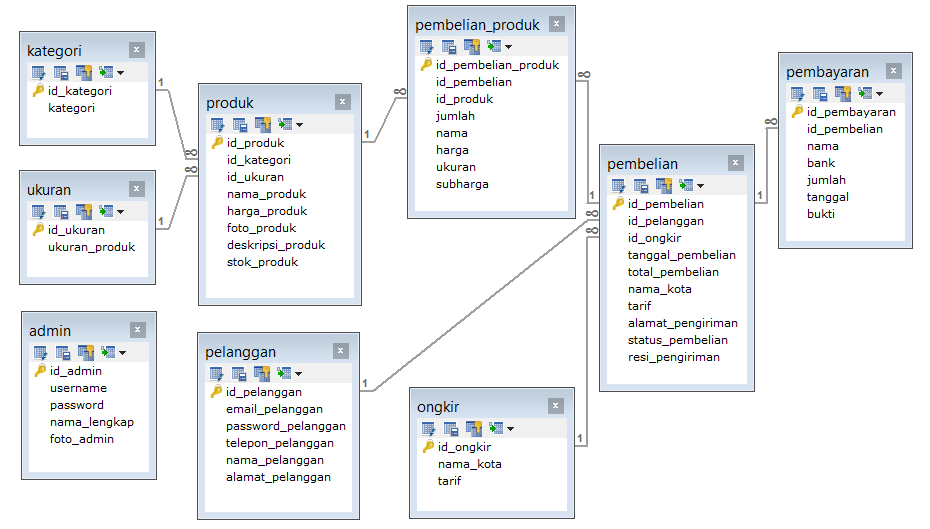 kategori
id_kategori
kategori
ukuran
id_ukuran
ukuran_produk
admin
id_admin
username
password
nama_lengkap
foto_admin
produk
id_produk
id_kategori
id_ukuran
nama_produk
harga_produk
foto_produk
deskripsi_produk
stok_produk
pelanggan
id_pelanggan
email_pelanggan
password_pelanggan
telepon_pelanggan
nama_pelanggan
alamat_pelanggan
pembelian_produk
id_pembelian_produk
id_pembelian
id_produk
jumlah
nama
harga
ukuran
subharga
ongkir
id_ongkir
nama_kota
tarif
pembelian
id_pembelian
id_pelanggan
id_ongkir
tanggal_pembelian
total_pembelian
nama_kota
tarif
alamat_pengiriman
status_pembelian
resi_pengiriman
pembayaran
id_pembayaran
id_pembelian
nama
bank
jumlah
tanggal
bukti
1
∞
1
∞
1
∞
∞
1
1
∞
1
∞
1
∞